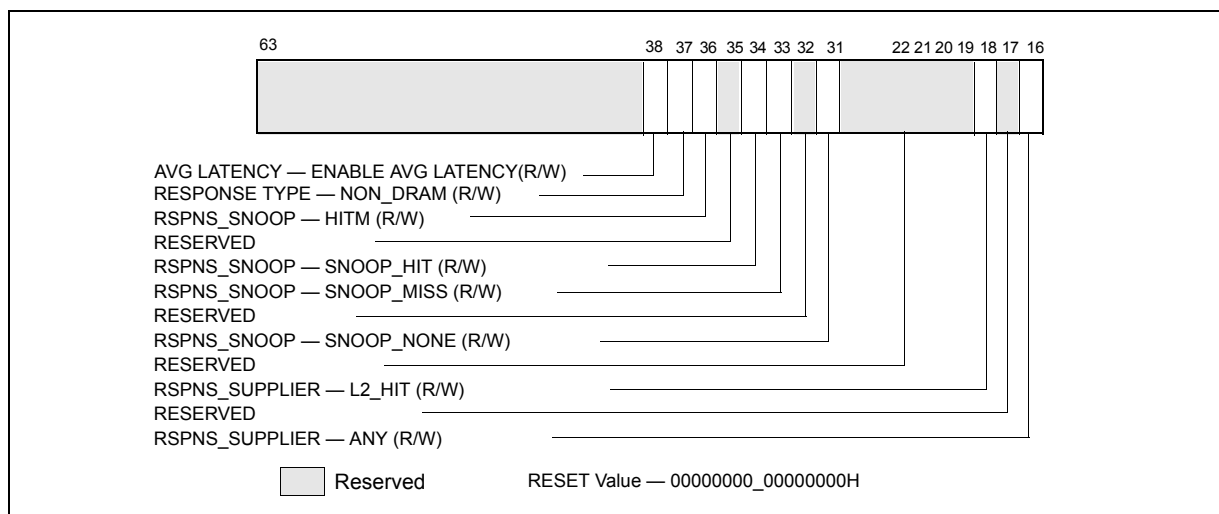 63 38 37 36 35 34 33 32 31 22 21 20 19 18 17 16
AVG LATENCY — ENABLE AVG LATENCY(R/W)
RESPONSE TYPE — NON_DRAM (R/W)
RSPNS_SNOOP — HITM (R/W)
RESERVED
RSPNS_SNOOP — SNOOP_HIT (R/W)
RSPNS_SNOOP — SNOOP_MISS (R/W)
RESERVED
RSPNS_SNOOP — SNOOP_NONE (R/W)
RESERVED
RSPNS_SUPPLIER — L2_HIT (R/W)
RESERVED
RSPNS_SUPPLIER — ANY (R/W)
Reserved RESET Value — 00000000_00000000H